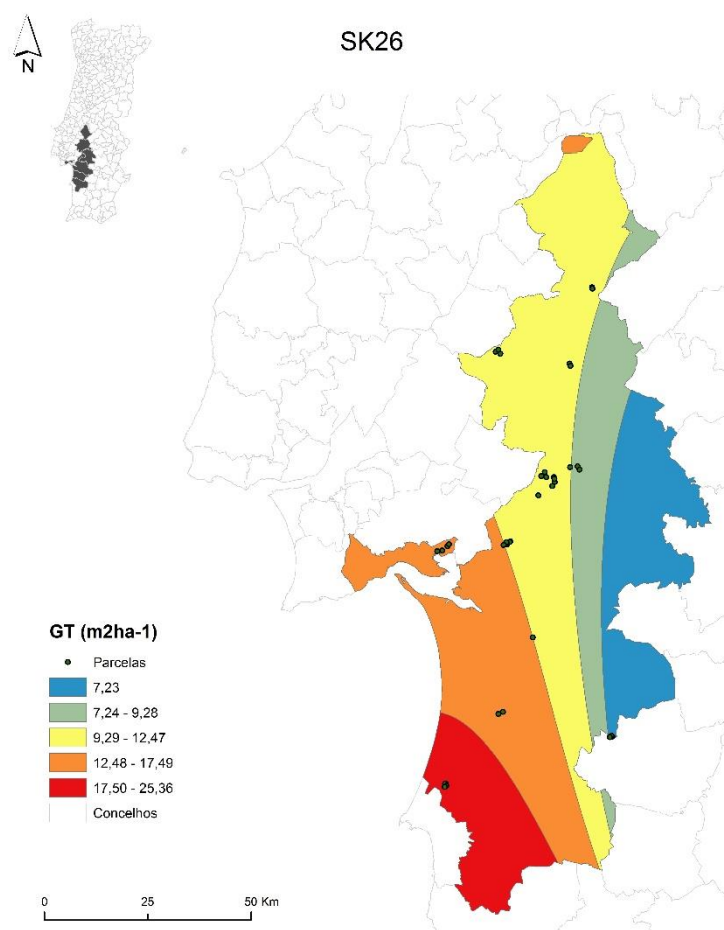 SK26
N
GT (m2ha-1)
Parcelas
7,23
7,24 - 9,28
9,29 - 12,47
12,48 - 17,49
17,50 - 25,36
Concelhos
0 25 50 Km